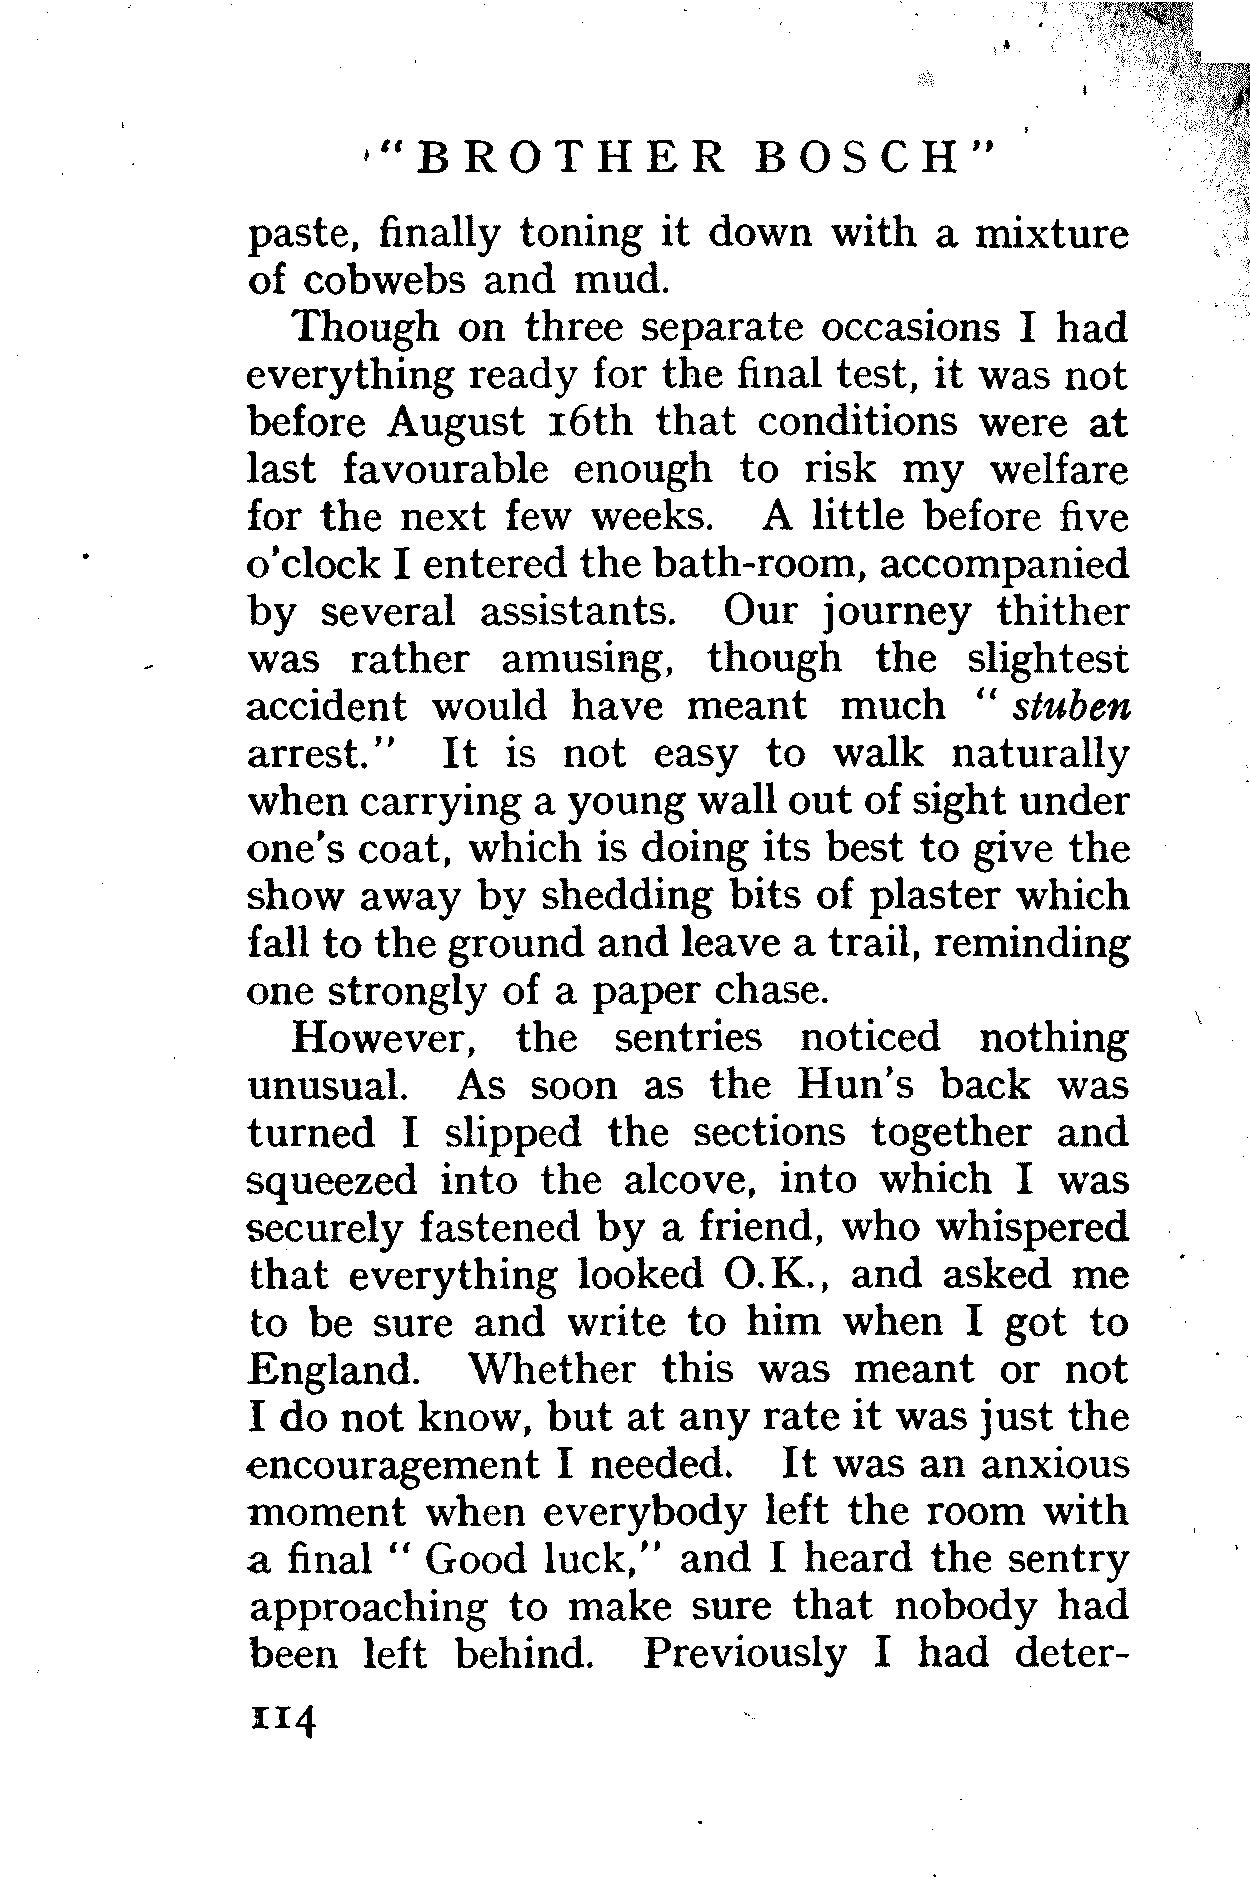 "BROTHER BOSCH"
paste, finally toning it down with a mixture
of cobwebs and mud.
Though on three separate occasions I had
everything ready for the final test, it was not
before August 16th that conditions were at
last favourable enough to risk my welfare
for the next few weeks. A little before five
o'clock I entered the bath-room, accompanied
by several assistants. Our journey thither
was rather amusing, though the slightest
accident would have meant much " stuben
arrest." It is not easy to walk naturally
when carrying a young wall out of sight under
one's coat, which is doing its best to give the
show away by shedding bits of plaster which
fall to the ground and leave a trail, reminding
one strongly of a paper chase.
However, the sentries noticed nothing
unusual. As soon as the Hun's back was
turned I slipped the sections together and
squeezed into the alcove, into which I was
securely fastened by a friend, who whispered
that everything looked O.K., and asked me
to be sure and write to him when I got to
England. Whether this was meant or not
I do not know, but at any rate it was just the
encouragement I needed. It was an anxious
moment when everybody left the room with
a final " Good luck," and I heard the sentry
approaching to make sure that nobody had
been left behind. Previously I had deter-
114